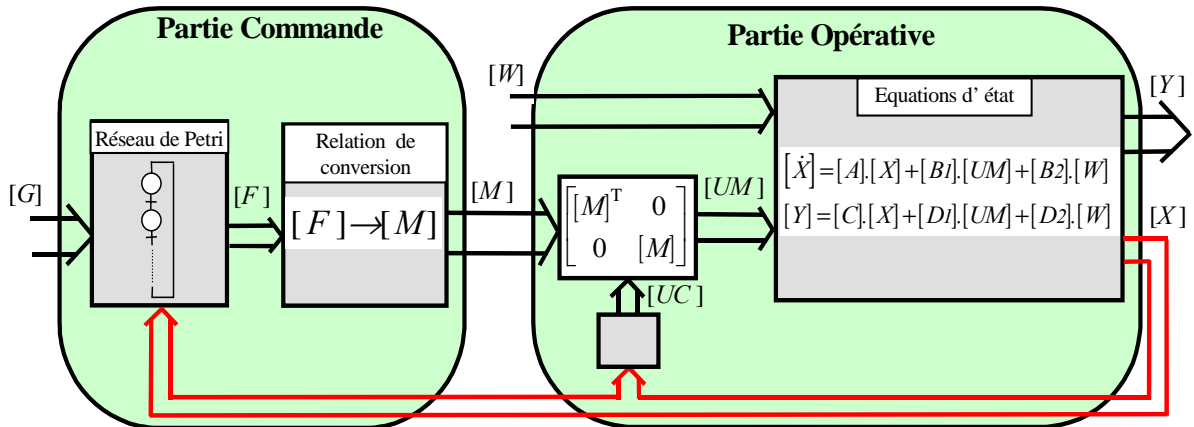 Partie Commande
Partie Opérative
[W]
[Y]
Equations d' état
Réseau de Petri
Relation de
conversion
[Ẋ]=[A].[X]+[B1].[UM]+[B2].[W]
[Y]=[C].[X]+[D1].[UM]+[D2].[W]
[G]
[F]
[F]→[M]
[M]
[M]ᵀ 0
0 [M]
[UM]
[X]
[UC]